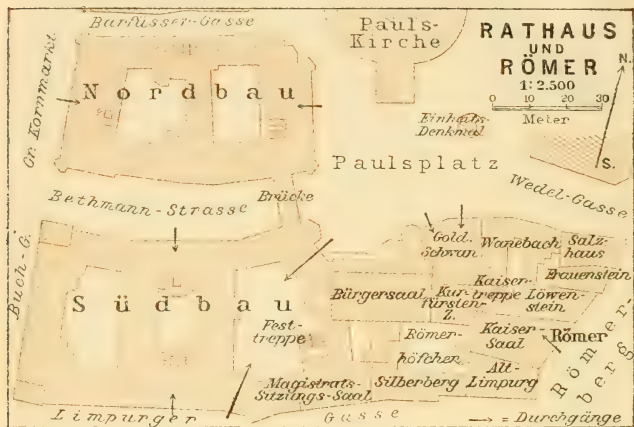 Barfüsser-Gasse
Pauls-
Kirche
RATHAUS
UND
RÖMER
1:2.500
0 10 20 30
Meter
N.
S.
Gr. Kornmarkt
Nordbau
Einheits-
Denkmal
Paulsplatz
Wedel-Gasse
Bethmann-Strasse
Brücke
Buch-G.
Südbau
Fest-
treppe
Gold.
Schwan
Wanebach
Salz-
haus
Frauenstein
Bürgersaal
Kur-
fürsten-
Z.
Kaiser-
treppe
Löwen-
stein
Römer-
höfchen
Kaiser-
Saal
Römer
Römer-
berg
Magistrats-
Sitzungs-Saal
Silberberg
Alt-
Limpurg
Limpurger Gasse
→ = Durchgänge